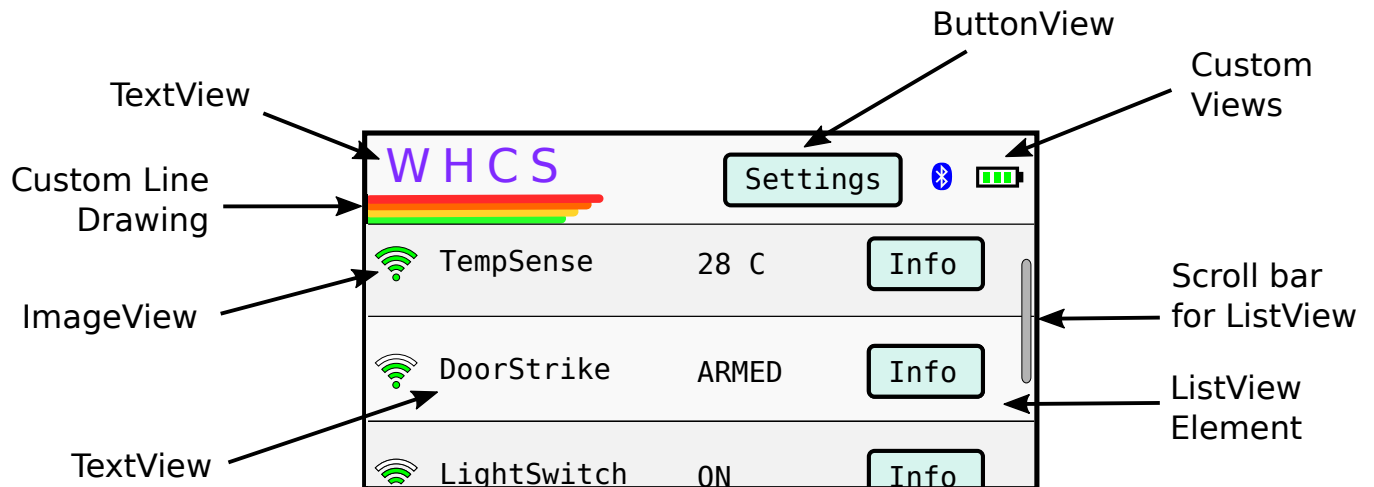 ButtonView
Custom
Views
TextView
W H C S
Settings
Custom Line
Drawing
TempSense 28 C Info
ImageView
Scroll bar
for ListView
DoorStrike ARMED Info
ListView
Element
TextView
LightSwitch ON Info